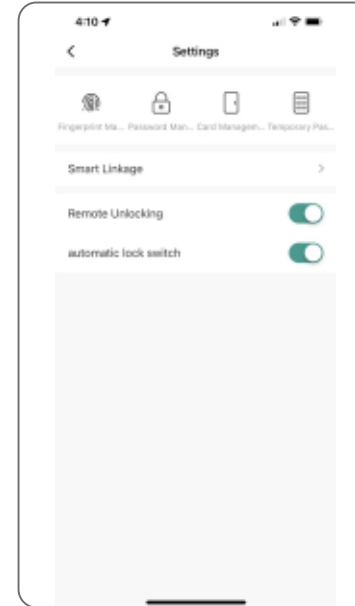 4:10
Settings
Fingerprint Ma... Password Man... Card Managem... Temporary Pas...
Smart Linkage
Remote Unlocking
automatic lock switch